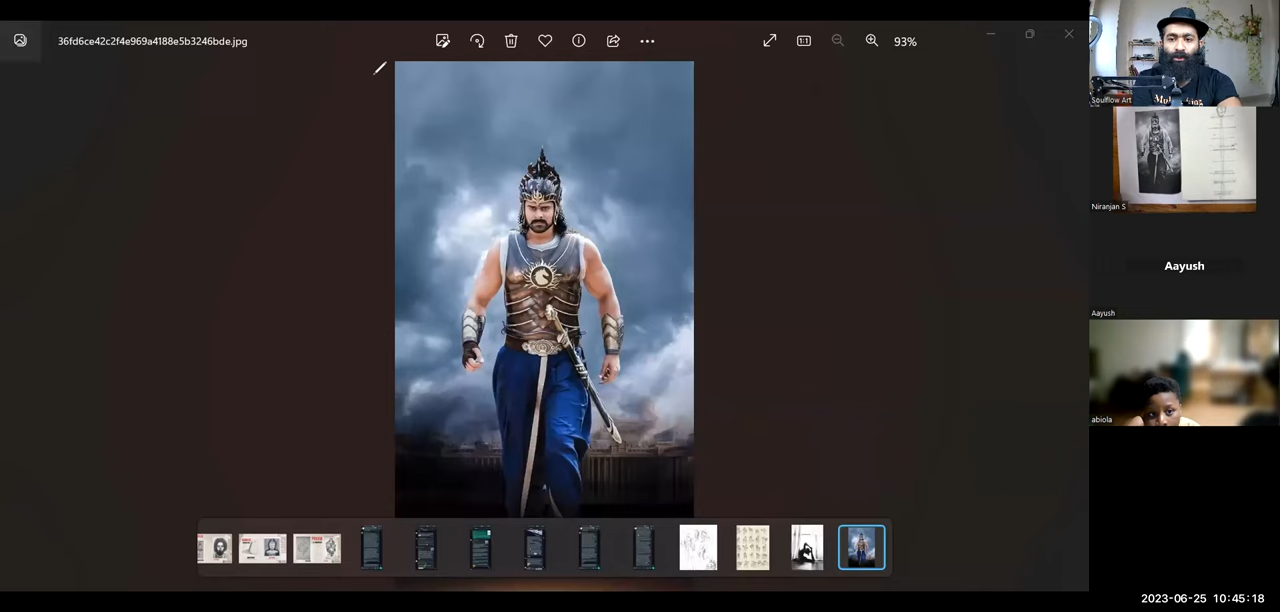 36fd6ce42c2f4e969a4188e5b3246bde.jpg
93%
Soulflow Art
Niranjan S
Aayush
Aayush
abiola
2023-06-25 10:45:18